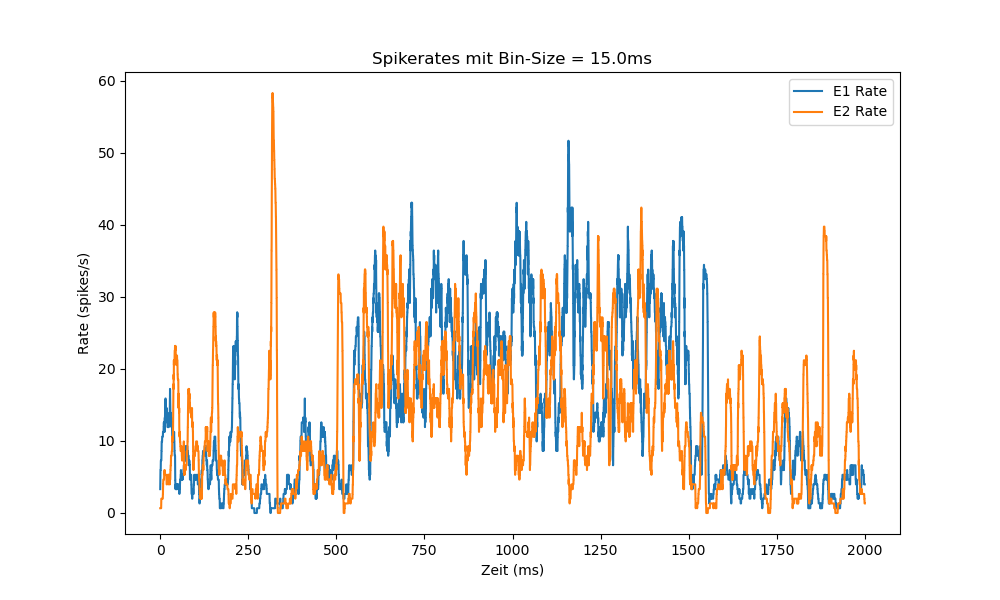 Spikerates mit Bin-Size = 15.0ms
E1 Rate
E2 Rate
60
50
40
30
20
10
0
Rate (spikes/s)
0 250 500 750 1000 1250 1500 1750 2000
Zeit (ms)